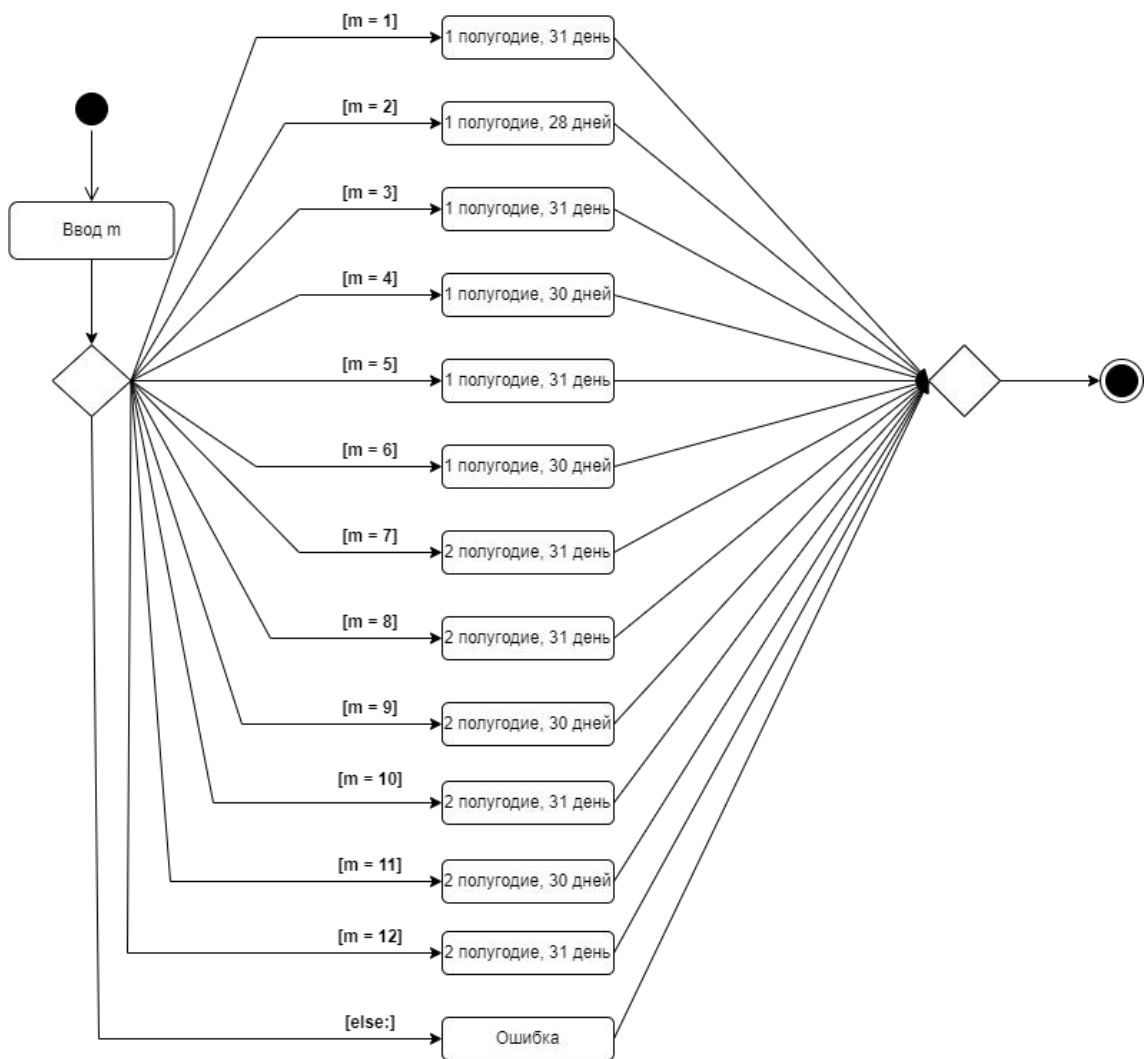 [m = 1]
1 полугодие, 31 день
[m = 2]
1 полугодие, 28 дней
[m = 3]
1 полугодие, 31 день
Ввод m
[m = 4]
1 полугодие, 30 дней
[m = 5]
1 полугодие, 31 день
[m = 6]
1 полугодие, 30 дней
[m = 7]
2 полугодие, 31 день
[m = 8]
2 полугодие, 31 день
[m = 9]
2 полугодие, 30 дней
[m = 10]
2 полугодие, 31 день
[m = 11]
2 полугодие, 30 дней
[m = 12]
2 полугодие, 31 день
[else:]
Ошибка